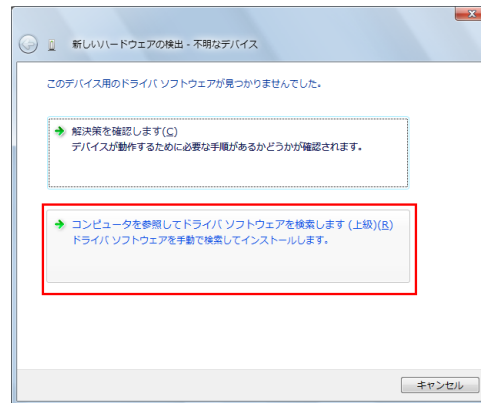 新しいハードウェアの検出 - 不明なデバイス
このデバイス用のドライバ ソフトウェアが見つかりませんでした。
解決策を確認します(C)
デバイスが動作するために必要な手順があるかどうかが確認されます。
コンピュータを参照してドライバ ソフトウェアを検索します (上級)(R)
ドライバ ソフトウェアを手動で検索してインストールします。
キャンセル